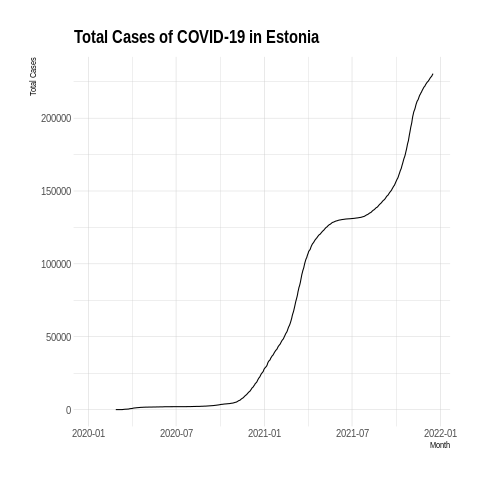 Total Cases of COVID-19 in Estonia
Total Cases
200000
150000
100000
50000
0
2020-01 2020-07 2021-01 2021-07 2022-01
Month